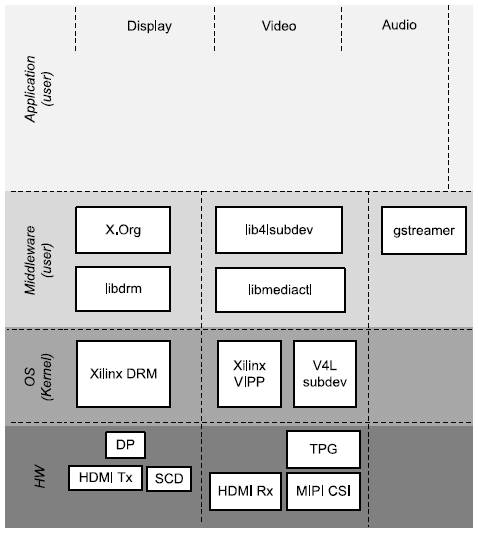 Display Video Audio
Application
(user)
Middleware
(user)
X.Org
lib4lsubdev
gstreamer
libdrm
libmediactl
OS
(Kernel)
Xilinx DRM
Xilinx
VIPP
V4L
subdev
HW
DP
TPG
HDMI Tx
SCD
HDMI Rx
MIPI CSI